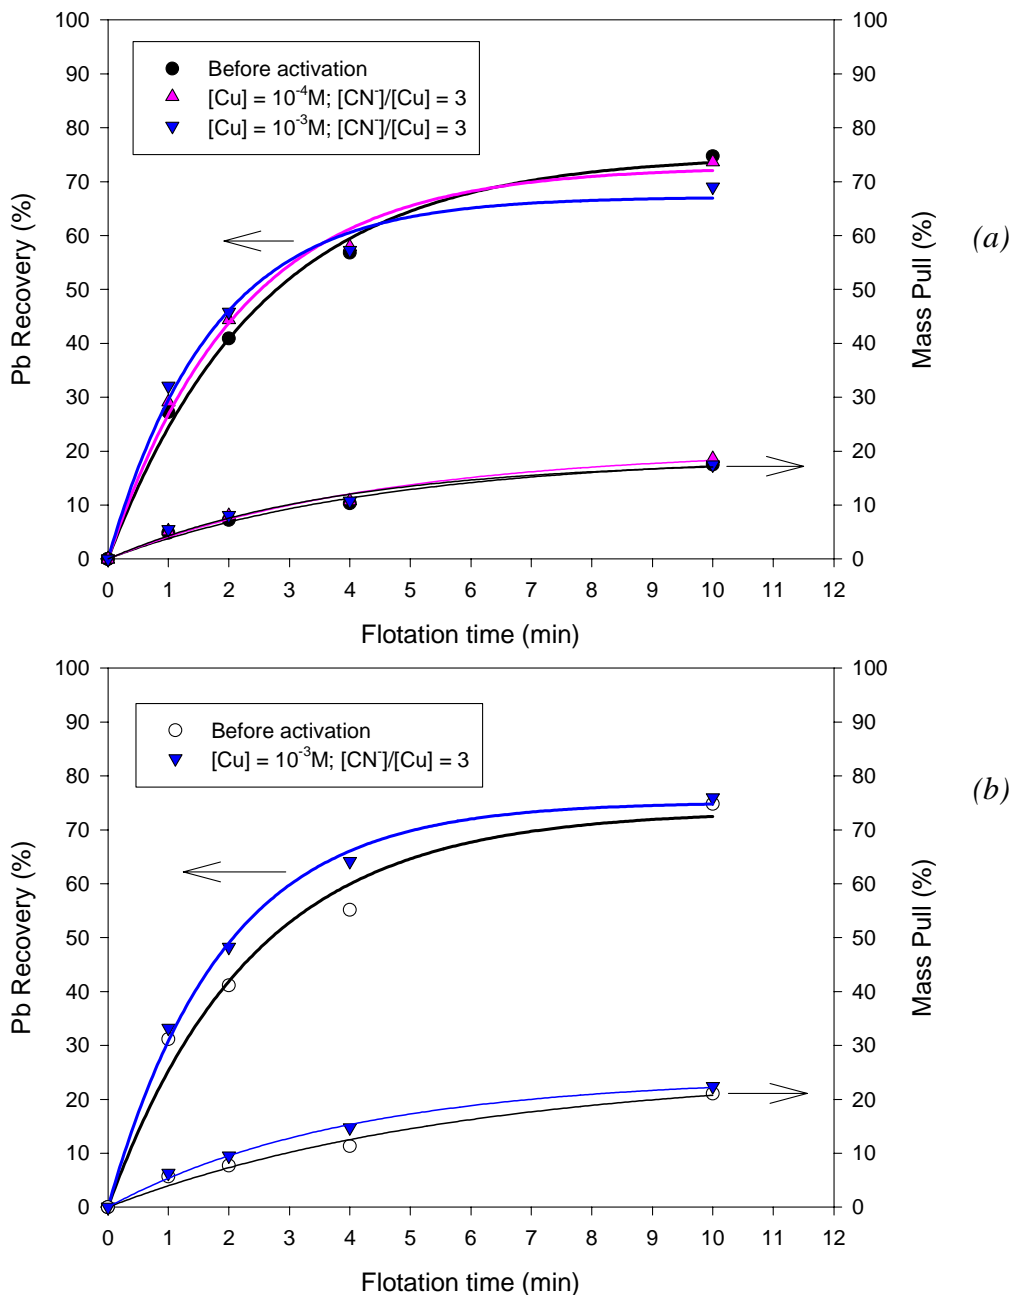 100 100
90 90
80 80
70 70
60 60
50 50
40 40
30 30
20 20
10 10
0 0
Before activation
[Cu] = 10⁻⁴M; [CN⁻]/[Cu] = 3
[Cu] = 10⁻³M; [CN⁻]/[Cu] = 3
Pb Recovery (%)
Mass Pull (%)
(a)
0 1 2 3 4 5 6 7 8 9 10 11 12
Flotation time (min)
100 100
90 90
80 80
70 70
60 60
50 50
40 40
30 30
20 20
10 10
0 0
Before activation
[Cu] = 10⁻³M; [CN⁻]/[Cu] = 3
Pb Recovery (%)
Mass Pull (%)
(b)
0 1 2 3 4 5 6 7 8 9 10 11 12
Flotation time (min)